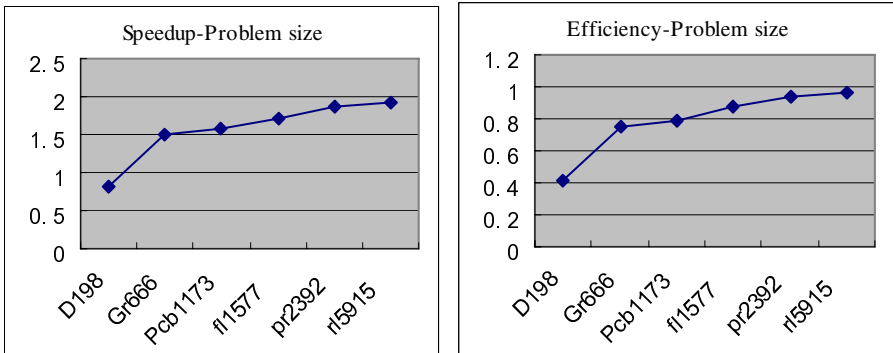 Speedup-Problem size
2.5
2
1.5
1
0.5
0
D198
Gr666
Pcb1173
fl1577
pr2392
rl5915
Efficiency-Problem size
1.2
1
0.8
0.6
0.4
0.2
0
D198
Gr666
Pcb1173
fl1577
pr2392
rl5915